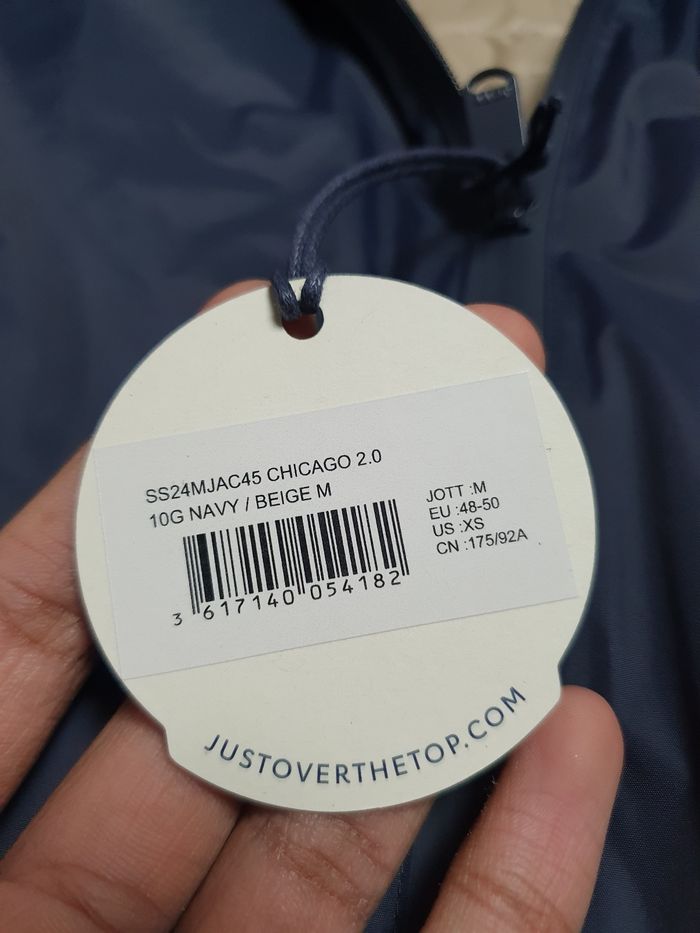 SS24MJAC45 CHICAGO 2.0
10G NAVY / BEIGE M
JOTT :M
EU :48-50
US :XS
CN :175/92A
3 617140 054182
JUSTOVERTHETOP.COM